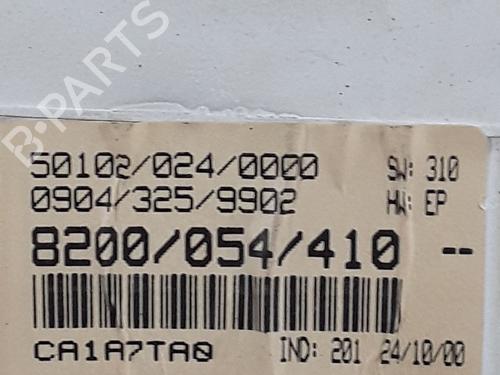 B-PARTS
50102/024/0000 SW: 310
0904/325/9902 HW: EP
8200/054/410 --
CA1A7TA0 IND: 201 24/10/00